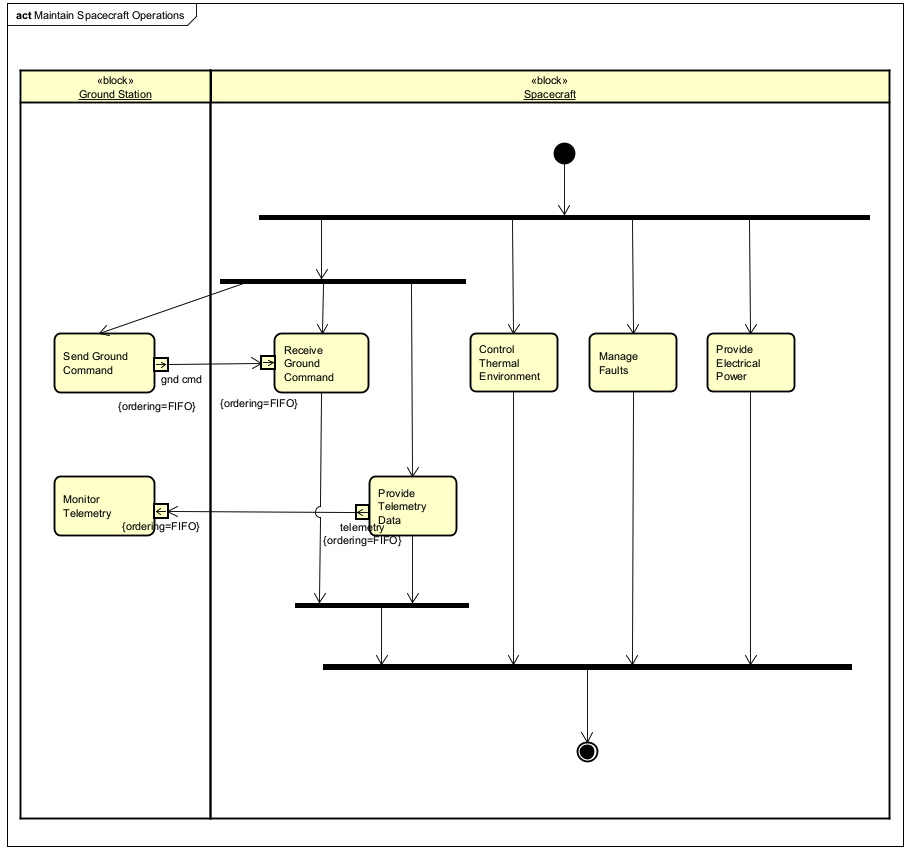 act Maintain Spacecraft Operations
«block»
Ground Station
«block»
Spacecraft
Send Ground
Command
gnd cmd
{ordering=FIFO}
{ordering=FIFO}
Receive
Ground
Command
Control
Thermal
Environment
Manage
Faults
Provide
Electrical
Power
Monitor
Telemetry
{ordering=FIFO}
Provide
Telemetry
Data
telemetry
{ordering=FIFO}